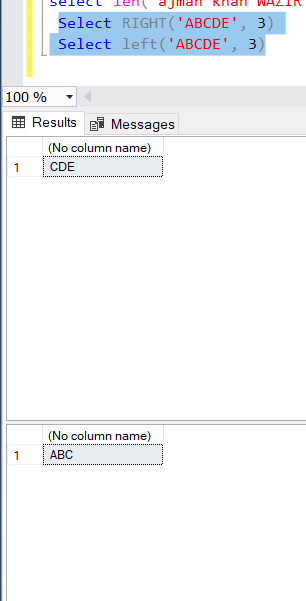 select len( ajman khan WAZIR
Select RIGHT('ABCDE', 3)
Select left('ABCDE', 3)
100 %
Results Messages
(No column name)
1 CDE
(No column name)
1 ABC